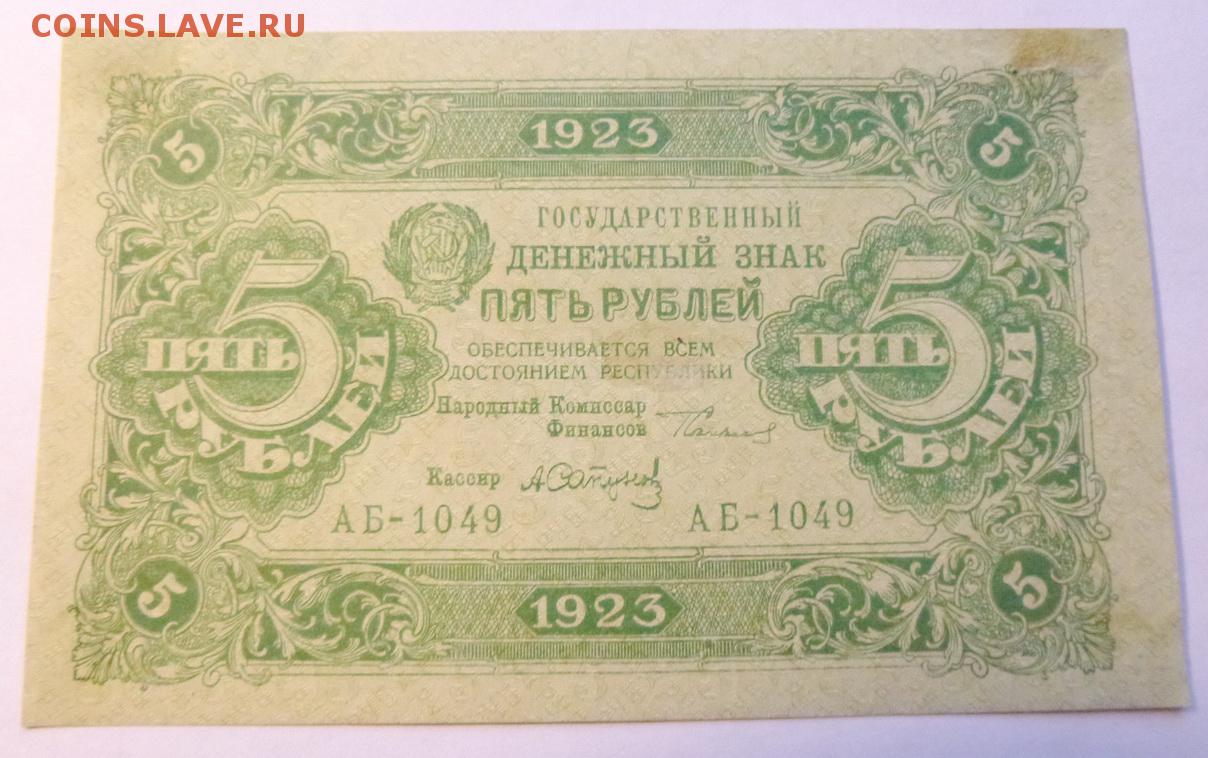 COINS.LAVE.RU
1923
5 5
ГОСУДАРСТВЕННЫЙ
ДЕНЕЖНЫЙ ЗНАК
ПЯТЬ РУБЛЕЙ
5 ПЯТЬ РУБЛЕЙ
5 ПЯТЬ РУБЛЕЙ
ОБЕСПЕЧИВАЕТСЯ ВСЕМ
ДОСТОЯНИЕМ РЕСПУБЛИКИ
Народный Комиссар
Финансов
Кассир А Сапунов
АБ-1049 АБ-1049
5 5
1923